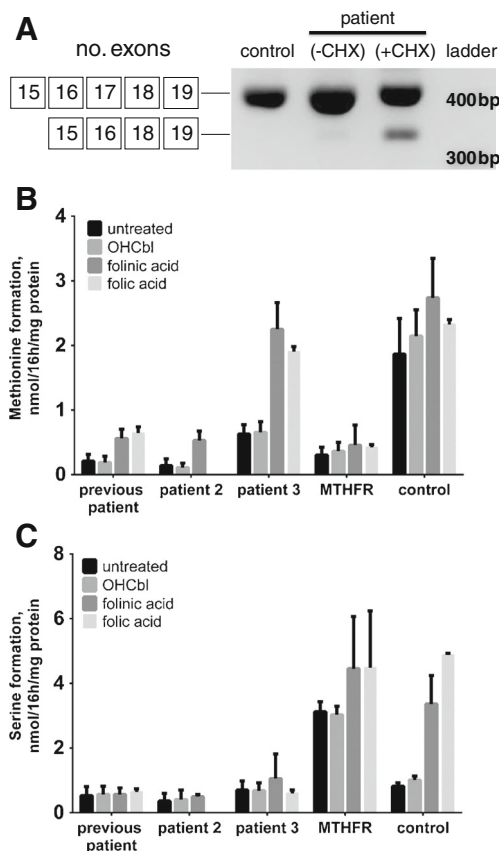 A
no. exons
15 16 17 18 19
15 16 18 19
patient
control (-CHX) (+CHX) ladder
400bp
300bp
B
Methionine formation,
nmol/16h/mg protein
4
3
2
1
0
untreated
OHCbl
folinic acid
folic acid
previous
patient
patient 2
patient 3
MTHFR
control
C
Serine formation,
nmol/16h/mg protein
8
6
4
2
0
untreated
OHCbl
folinic acid
folic acid
previous
patient
patient 2
patient 3
MTHFR
control